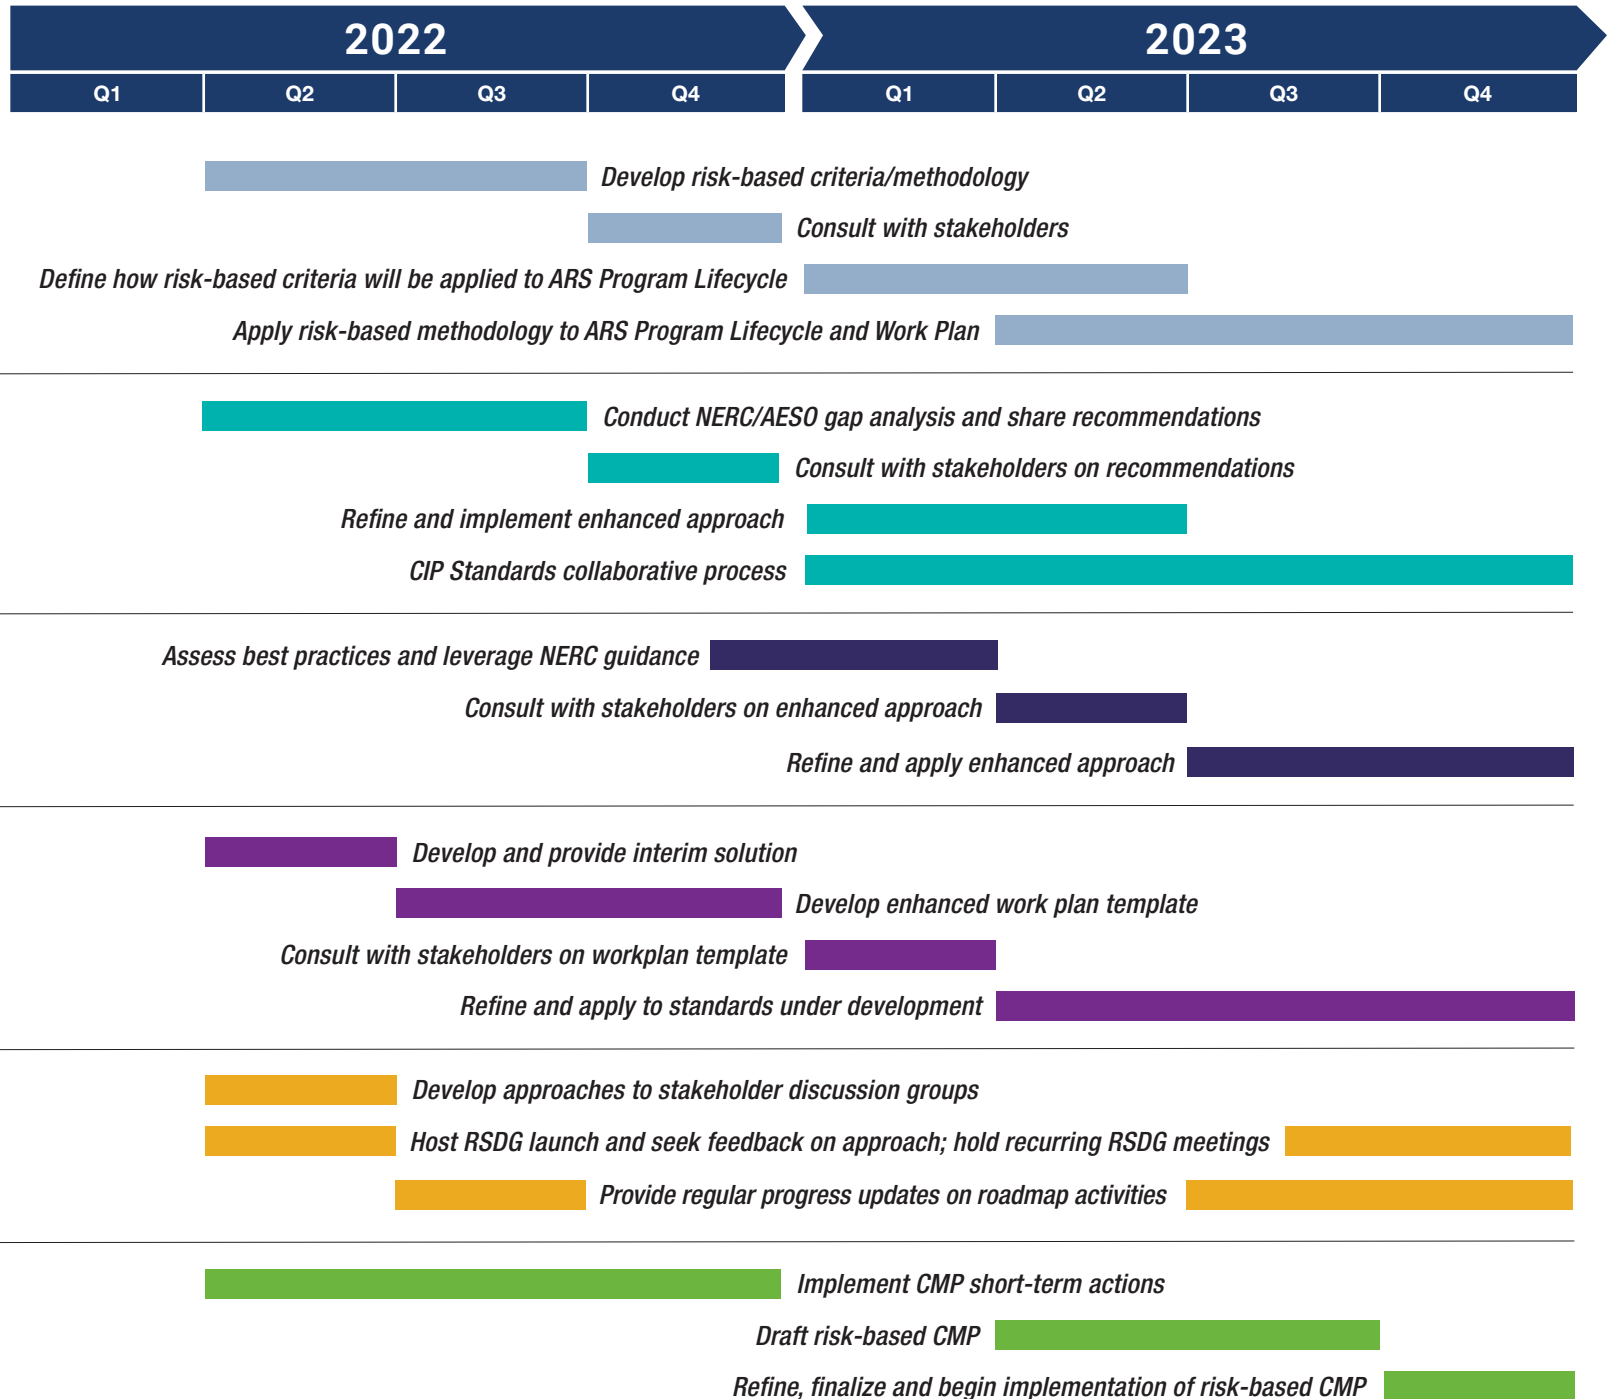 2022 2023
Q1 Q2 Q3 Q4 Q1 Q2 Q3 Q4
Develop risk-based criteria/methodology
Consult with stakeholders
Define how risk-based criteria will be applied to ARS Program Lifecycle
Apply risk-based methodology to ARS Program Lifecycle and Work Plan
Conduct NERC/AESO gap analysis and share recommendations
Consult with stakeholders on recommendations
Refine and implement enhanced approach
CIP Standards collaborative process
Assess best practices and leverage NERC guidance
Consult with stakeholders on enhanced approach
Refine and apply enhanced approach
Develop and provide interim solution
Develop enhanced work plan template
Consult with stakeholders on workplan template
Refine and apply to standards under development
Develop approaches to stakeholder discussion groups
Host RSDG launch and seek feedback on approach; hold recurring RSDG meetings
Provide regular progress updates on roadmap activities
Implement CMP short-term actions
Draft risk-based CMP
Refine, finalize and begin implementation of risk-based CMP